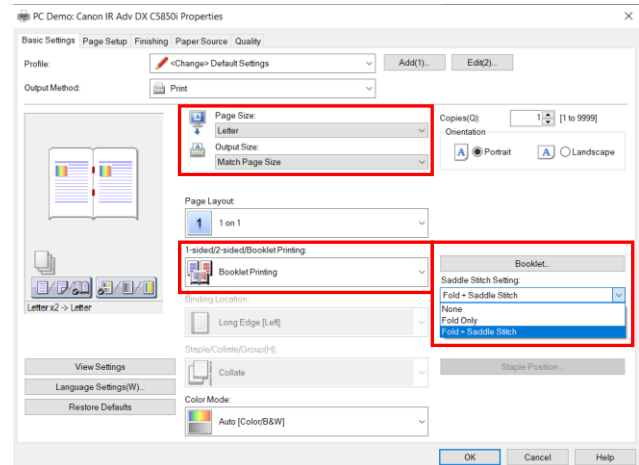 PC Demo: Canon IR Adv DX C5850i Properties
Basic Settings Page Setup Finishing Paper Source Quality
Profile: <Change> Default Settings Add(1)... Edit(2)...
Output Method: Print
Page Size:
Letter
Output Size:
Match Page Size
Copies(Q): 1 [1 to 9999]
Orientation
A Portrait A Landscape
Page Layout:
1 1 on 1
1-sided/2-sided/Booklet Printing:
Booklet Printing
Booklet...
Saddle Stitch Setting:
Fold + Saddle Stitch
None
Fold Only
Fold + Saddle Stitch
Letter x2 -> Letter
Binding Location:
Long Edge [Left]
Staple/Collate/Group(H):
Collate
Staple Position...
View Settings
Language Settings(W)...
Restore Defaults
Color Mode:
Auto [Color/B&W]
OK Cancel Help